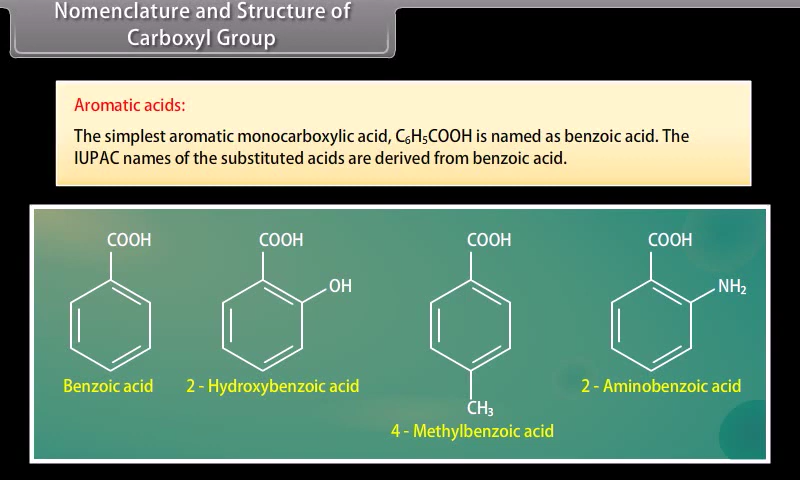 Nomenclature and Structure of
Carboxyl Group
Aromatic acids:
The simplest aromatic monocarboxylic acid, C₆H₅COOH is named as benzoic acid. The
IUPAC names of the substituted acids are derived from benzoic acid.
COOH COOH COOH COOH
OH NH₂
Benzoic acid 2 - Hydroxybenzoic acid 2 - Aminobenzoic acid
CH₃
4 - Methylbenzoic acid